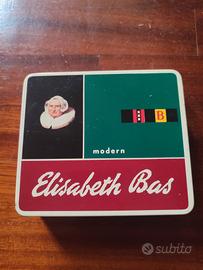 B
modern
Elisabeth Bas
subito